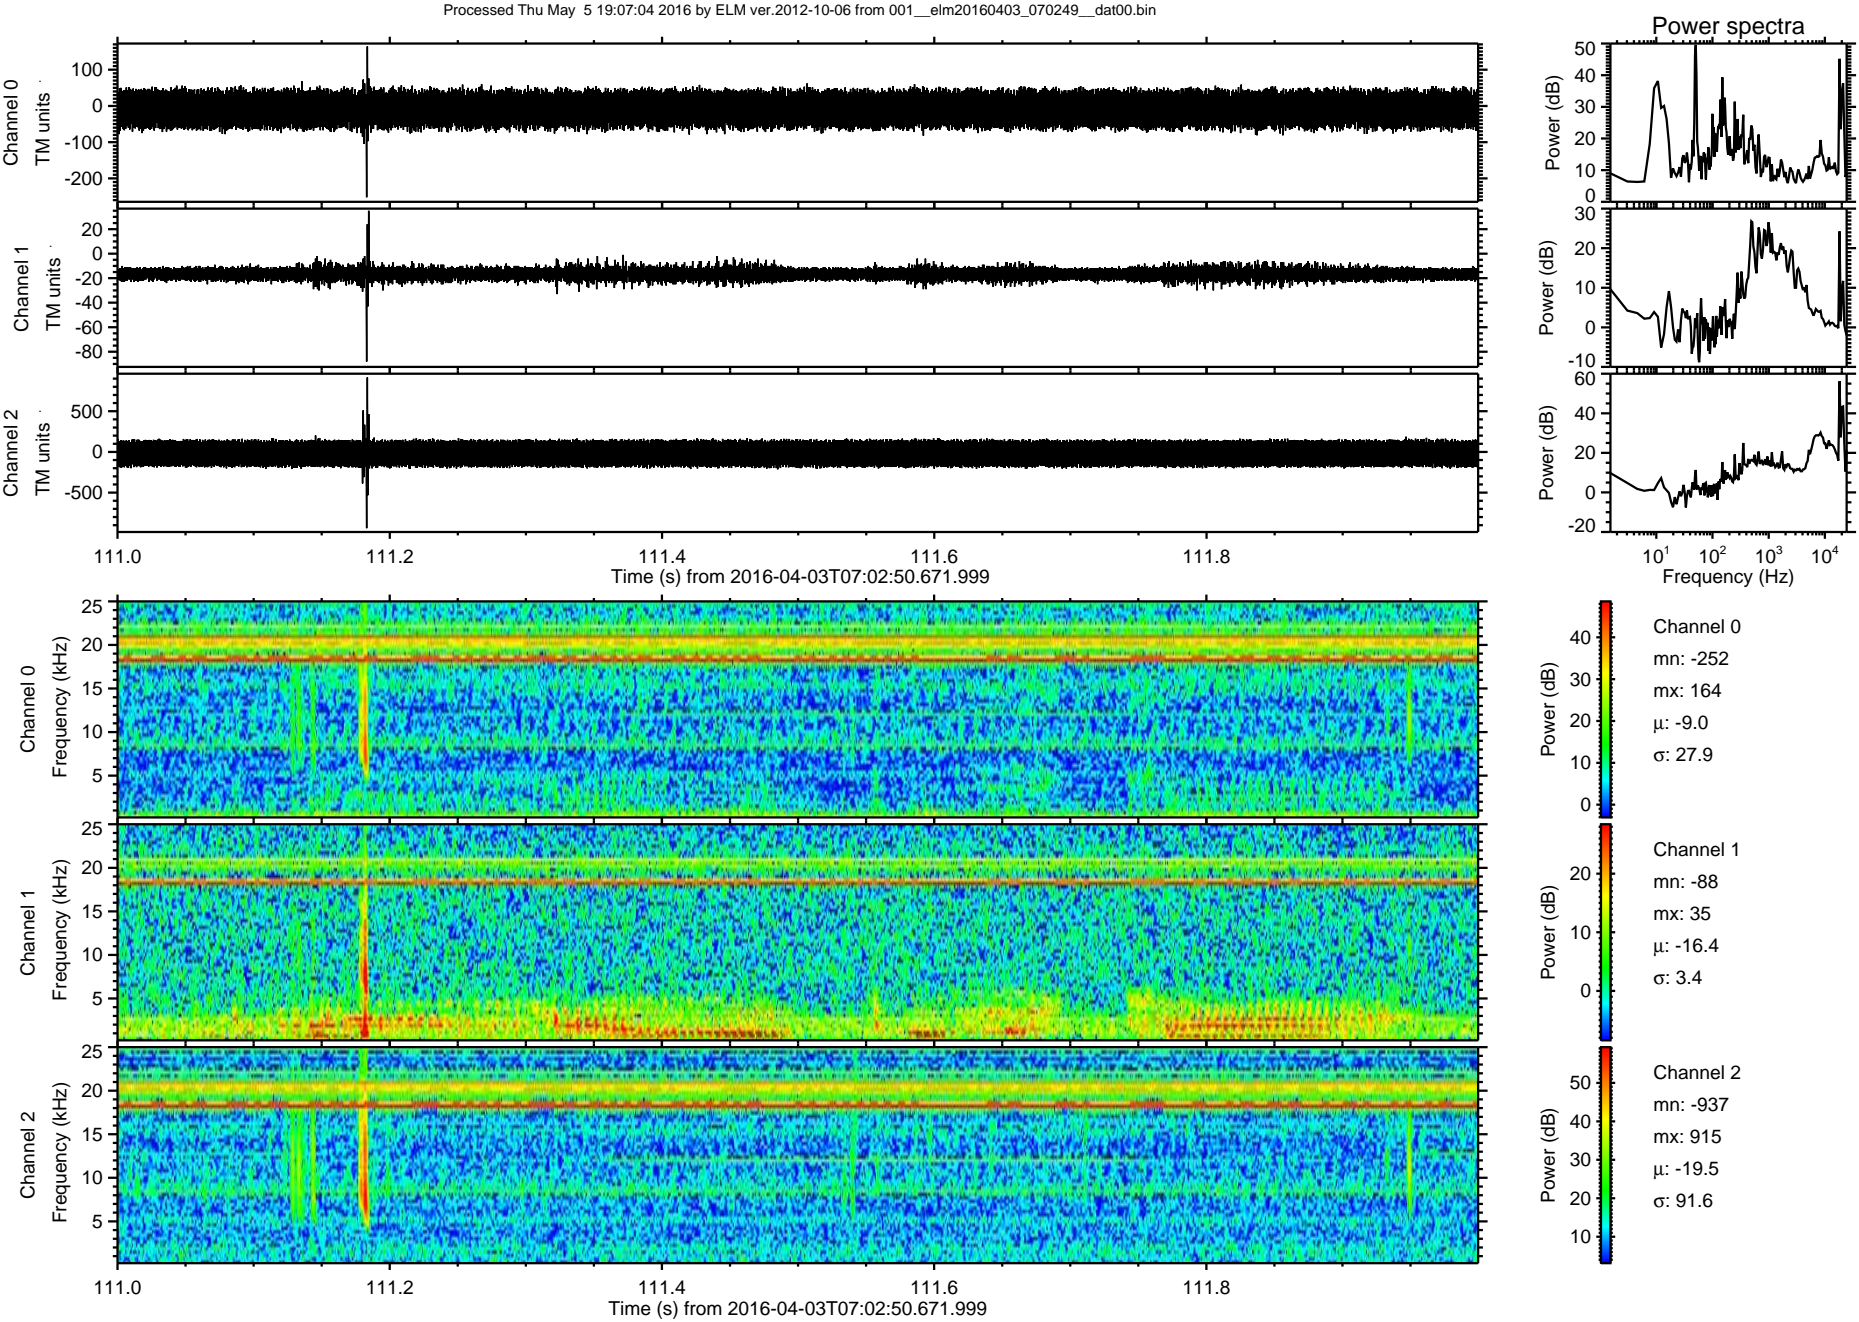 Processed Thu May  5 19:07:04 2016 by ELM ver.2012-10-06 from 001__elm20160403_070249__dat00.bin
Power spectra
Channel 0
TM units
100
0
-100
-200
Power (dB)
50
40
30
20
10
0
Channel 1
TM units
20
0
-20
-40
-60
-80
Power (dB)
30
20
10
0
-10
Channel 2
TM units
500
0
-500
Power (dB)
60
40
20
0
-20
111.0 111.2 111.4 111.6 111.8
Time (s) from 2016-04-03T07:02:50.671.999
10¹ 10² 10³ 10⁴
Frequency (Hz)
Channel 0
Frequency (kHz)
25
20
15
10
5
Power (dB)
40
30
20
10
0
Channel 0
mn: -252
mx: 164
µ: -9.0
σ: 27.9
Channel 1
Frequency (kHz)
25
20
15
10
5
Power (dB)
20
10
0
Channel 1
mn: -88
mx: 35
µ: -16.4
σ: 3.4
Channel 2
Frequency (kHz)
25
20
15
10
5
Power (dB)
50
40
30
20
10
Channel 2
mn: -937
mx: 915
µ: -19.5
σ: 91.6
111.0 111.2 111.4 111.6 111.8
Time (s) from 2016-04-03T07:02:50.671.999